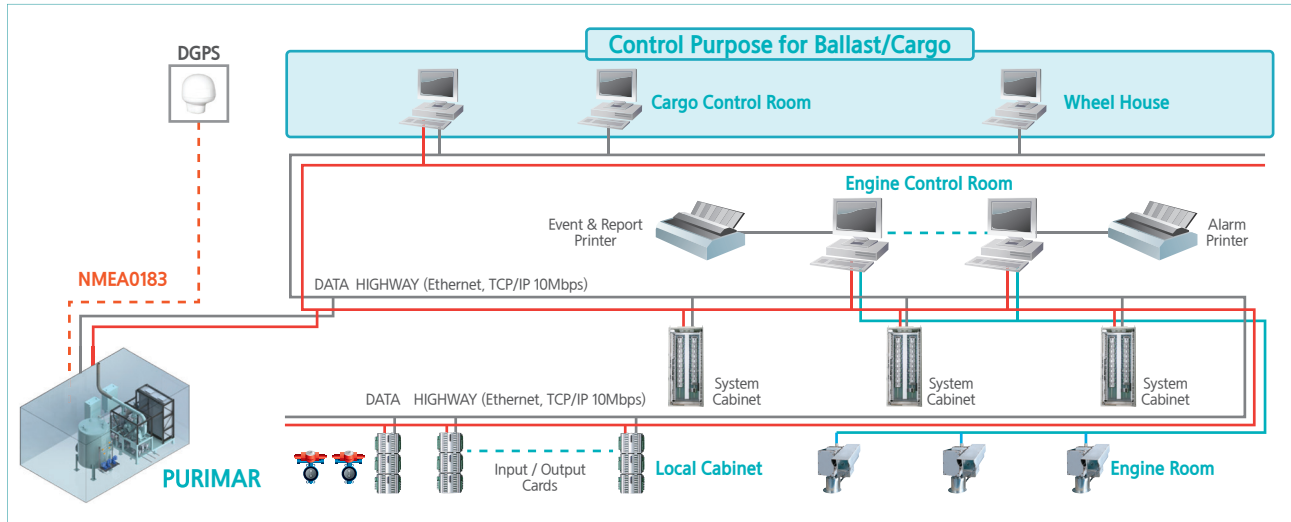 Control Purpose for Ballast/Cargo
DGPS
Cargo Control Room
Wheel House
Engine Control Room
Event & Report
Printer
Alarm
Printer
NMEA0183
DATA HIGHWAY (Ethernet, TCP/IP 10Mbps)
System
Cabinet
System
Cabinet
System
Cabinet
DATA HIGHWAY (Ethernet, TCP/IP 10Mbps)
PURIMAR
Input / Output
Cards
Local Cabinet
Engine Room